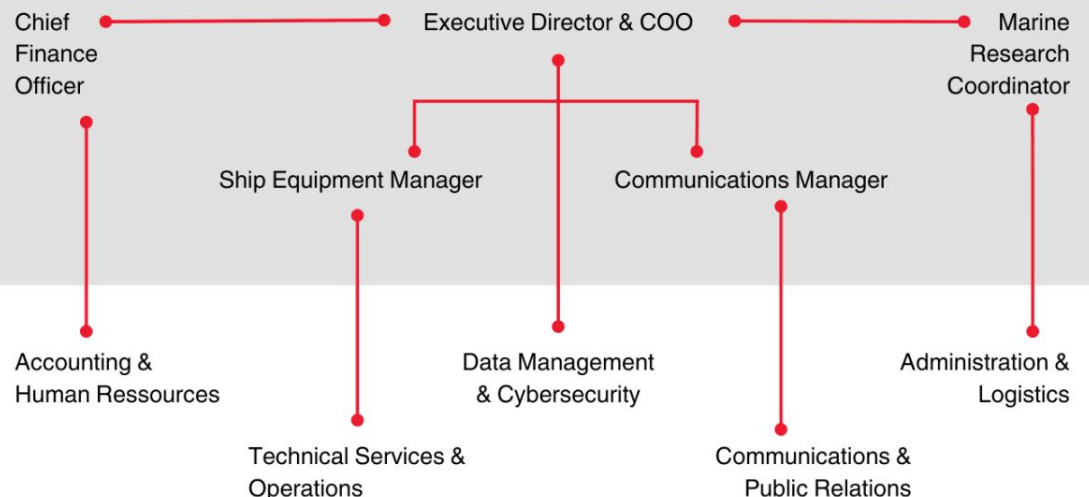 Chief
Finance
Officer
Executive Director & COO
Marine
Research
Coordinator
Ship Equipment Manager
Communications Manager
Accounting &
Human Ressources
Data Management
& Cybersecurity
Administration &
Logistics
Technical Services &
Operations
Communications &
Public Relations